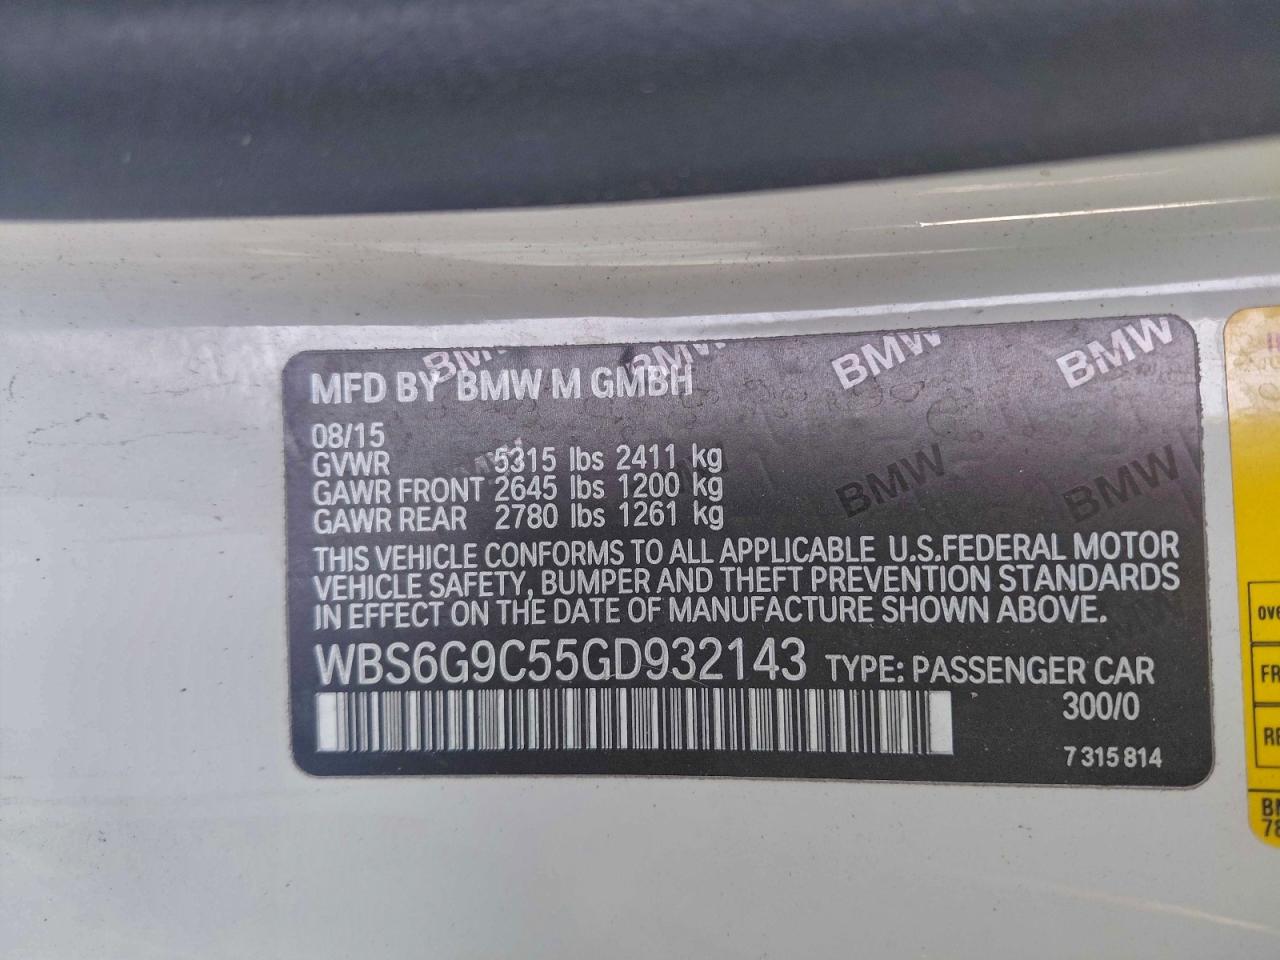 BMW BMW BMW BMW
MFD BY BMW M GMBH
08/15
GVWR 5315 lbs 2411 kg
GAWR FRONT 2645 lbs 1200 kg
GAWR REAR 2780 lbs 1261 kg
BMW BMW
THIS VEHICLE CONFORMS TO ALL APPLICABLE U.S.FEDERAL MOTOR
VEHICLE SAFETY, BUMPER AND THEFT PREVENTION STANDARDS
IN EFFECT ON THE DATE OF MANUFACTURE SHOWN ABOVE.
WBS6G9C55GD932143 TYPE: PASSENGER CAR
300/0
7 315 814